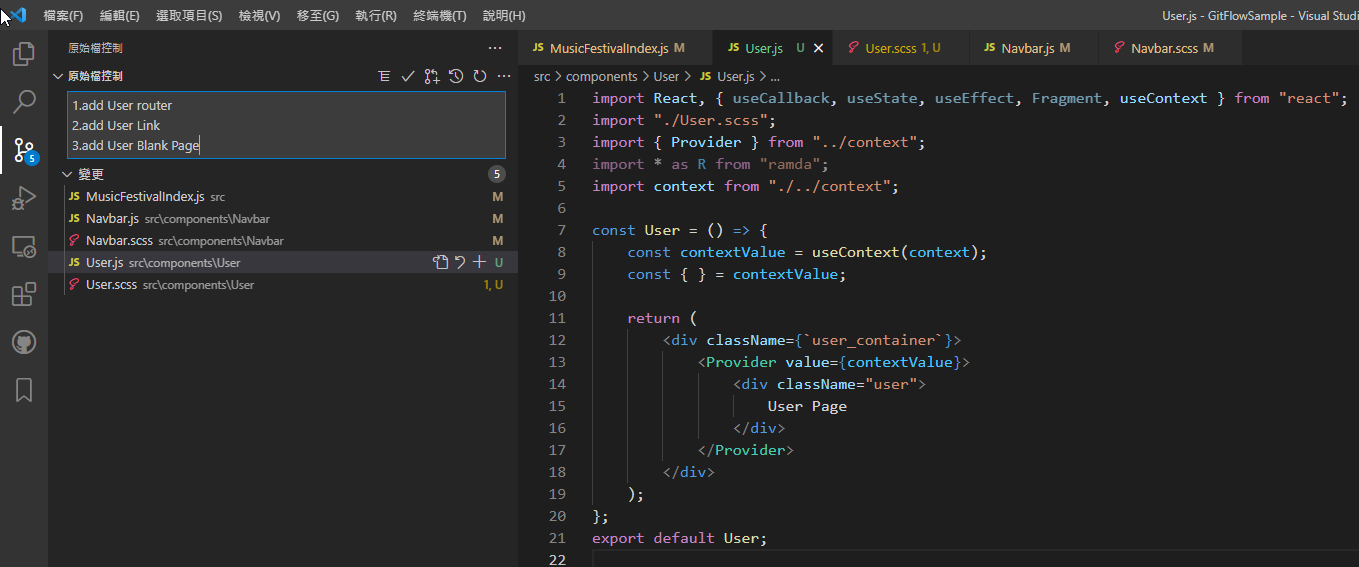 檔案(F) 編輯(E) 選取項目(S) 檢視(V) 移至(G) 執行(R) 終端機(T) 說明(H) User.js - GitFlowSample - Visual Studi
原始檔控制 ...
原始檔控制 ...
1.add User router
2.add User Link
3.add User Blank Page
變更 5
JS MusicFestivalIndex.js src M
JS Navbar.js src\components\Navbar M
Navbar.scss src\components\Navbar M
JS User.js src\components\User U
User.scss src\components\User 1, U
5
JS MusicFestivalIndex.js M JS User.js U User.scss 1, U JS Navbar.js M Navbar.scss M
src > components > User > JS User.js > ...
1 import React, { useCallback, useState, useEffect, Fragment, useContext } from "react";
2 import "./User.scss";
3 import { Provider } from "../context";
4 import * as R from "ramda";
5 import context from "./../context";
6
7 const User = () => {
8 const contextValue = useContext(context);
9 const { } = contextValue;
10
11 return (
12 <div className={`user_container`}>
13 <Provider value={contextValue}>
14 <div className="user">
15 User Page
16 </div>
17 </Provider>
18 </div>
19 );
20 };
21 export default User;
22